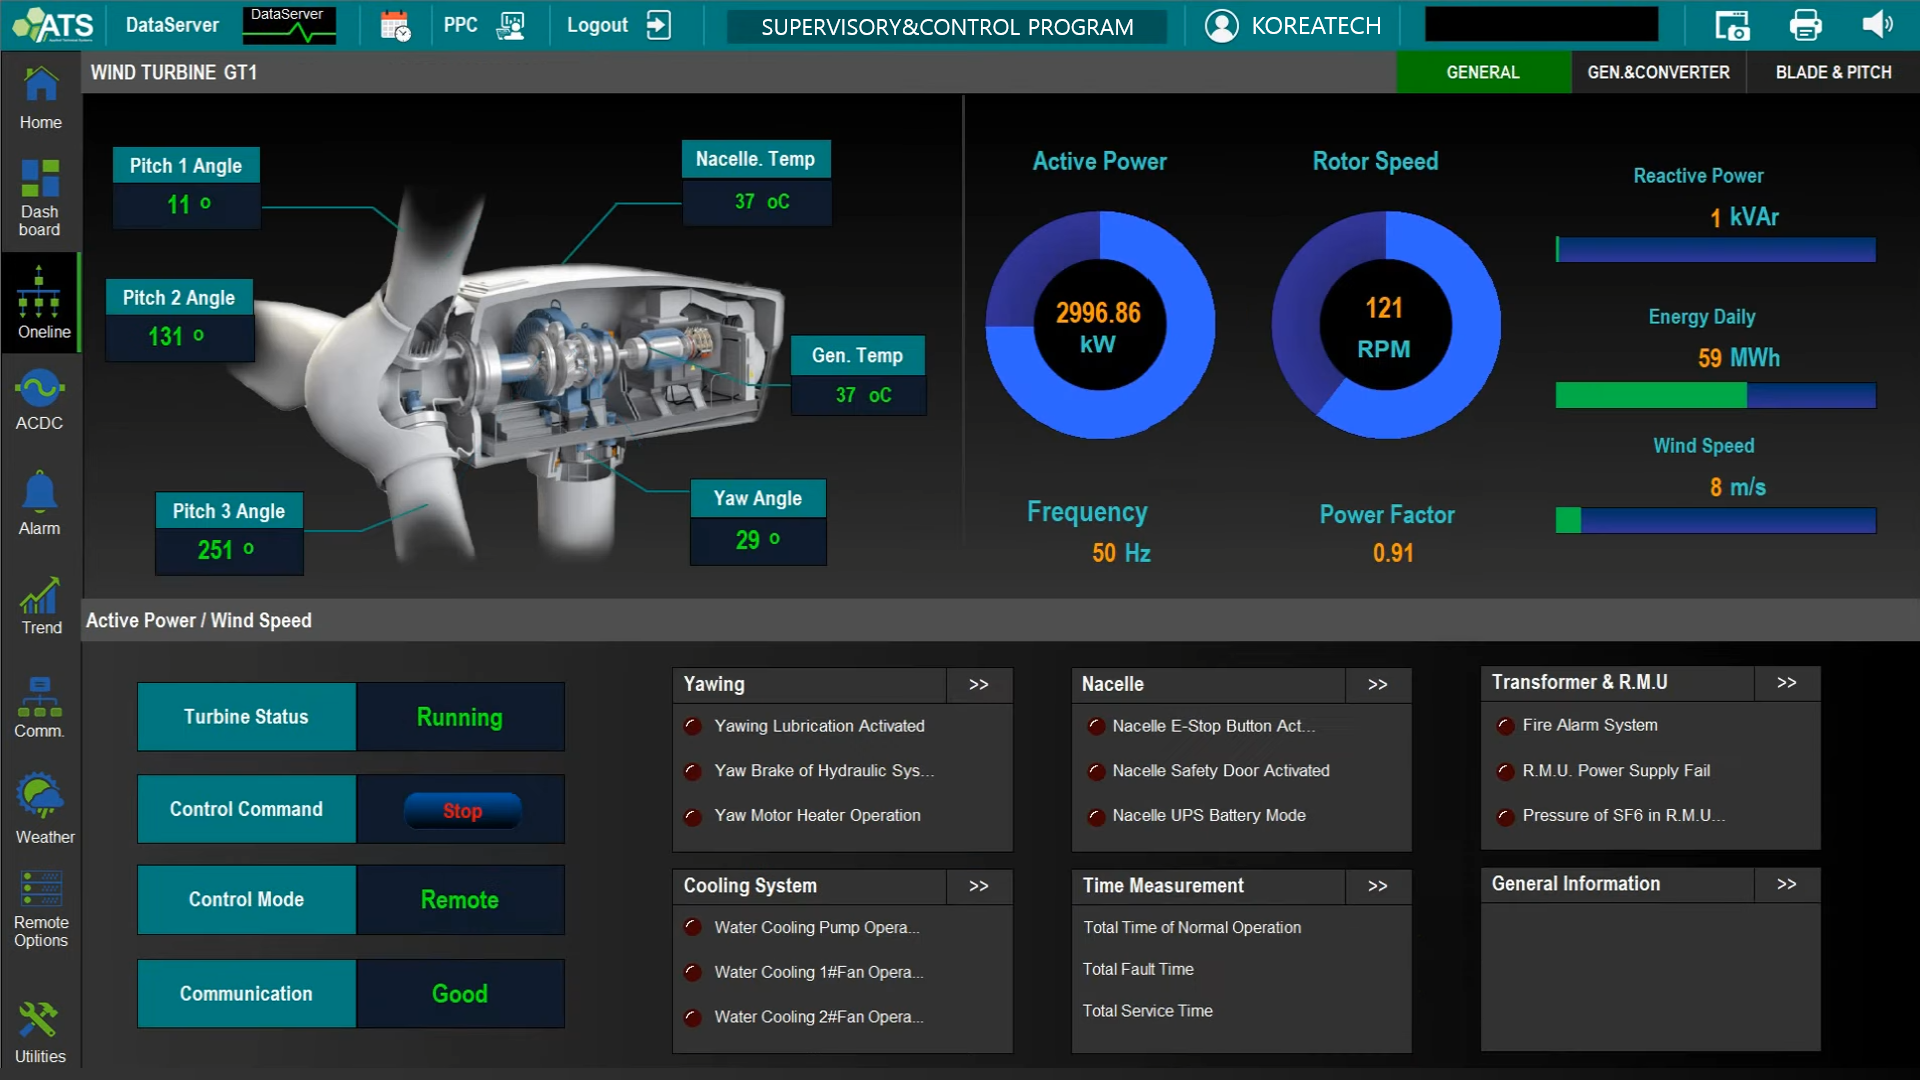 ATS
DataServer
DataServer
PPC
Logout
SUPERVISORY&CONTROL PROGRAM
KOREATECH
WIND TURBINE GT1
GENERAL
GEN.&CONVERTER
BLADE & PITCH
Home
Dash
board
Oneline
ACDC
Alarm
Trend
Comm.
Weather
Remote
Options
Utilities
Pitch 1 Angle
11 o
Pitch 2 Angle
131 o
Pitch 3 Angle
251 o
Nacelle. Temp
37 oC
Gen. Temp
37 oC
Yaw Angle
29 o
Active Power
2996.86
kW
Rotor Speed
121
RPM
Reactive Power
1 kVAr
Energy Daily
59 MWh
Wind Speed
8 m/s
Frequency
50 Hz
Power Factor
0.91
Active Power / Wind Speed
Turbine Status
Running
Control Command
Stop
Control Mode
Remote
Communication
Good
Yawing >>
Yawing Lubrication Activated
Yaw Brake of Hydraulic Sys...
Yaw Motor Heater Operation
Nacelle >>
Nacelle E-Stop Button Act...
Nacelle Safety Door Activated
Nacelle UPS Battery Mode
Transformer & R.M.U >>
Fire Alarm System
R.M.U. Power Supply Fail
Pressure of SF6 in R.M.U...
Cooling System >>
Water Cooling Pump Opera...
Water Cooling 1#Fan Opera...
Water Cooling 2#Fan Opera...
Time Measurement >>
Total Time of Normal Operation
Total Fault Time
Total Service Time
General Information >>